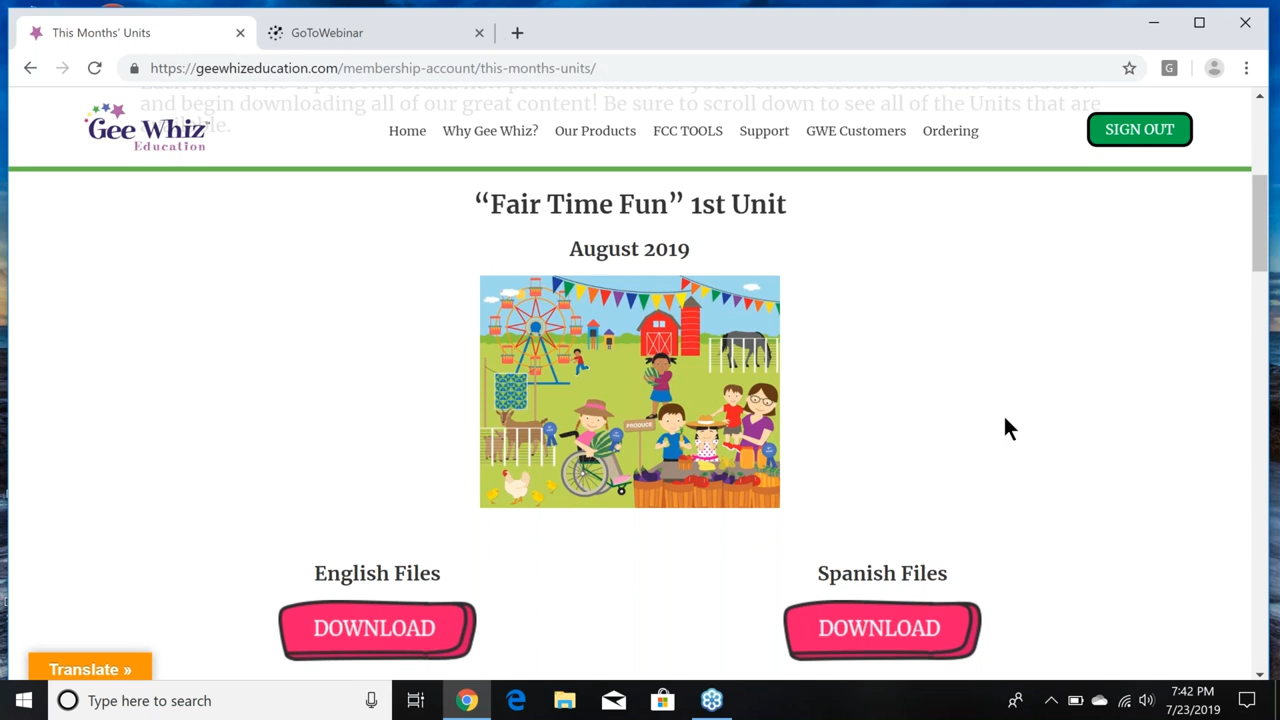 This Months' Units
GoToWebinar
https://geewhizeducation.com/membership-account/this-months-units/
G
and begin downloading all of our great content! Be sure to scroll down to see all of the Units that are
Gee Whiz
Education
Home
Why Gee Whiz?
Our Products
FCC TOOLS
Support
GWE Customers
Ordering
SIGN OUT
“Fair Time Fun” 1st Unit
August 2019
PRODUCE
English Files
Spanish Files
DOWNLOAD
DOWNLOAD
Translate »
Type here to search
7:42 PM
7/23/2019